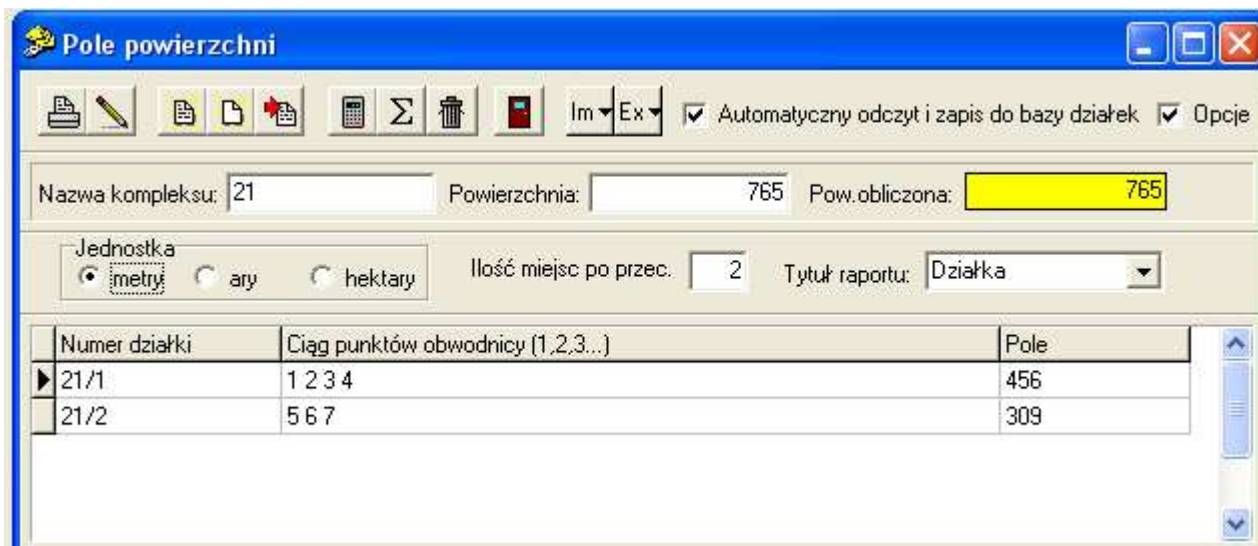 Pole powierzchni
Im Ex Automatyczny odczyt i zapis do bazy działek Opcje
Nazwa kompleksu: 21 Powierzchnia: 765 Pow.obliczona: 765
Jednostka
metry ary hektary Ilość miejsc po przec. 2 Tytuł raportu: Działka
Numer działki Ciąg punktów obwodnicy (1,2,3...) Pole
21/1 1 2 3 4 456
21/2 5 6 7 309